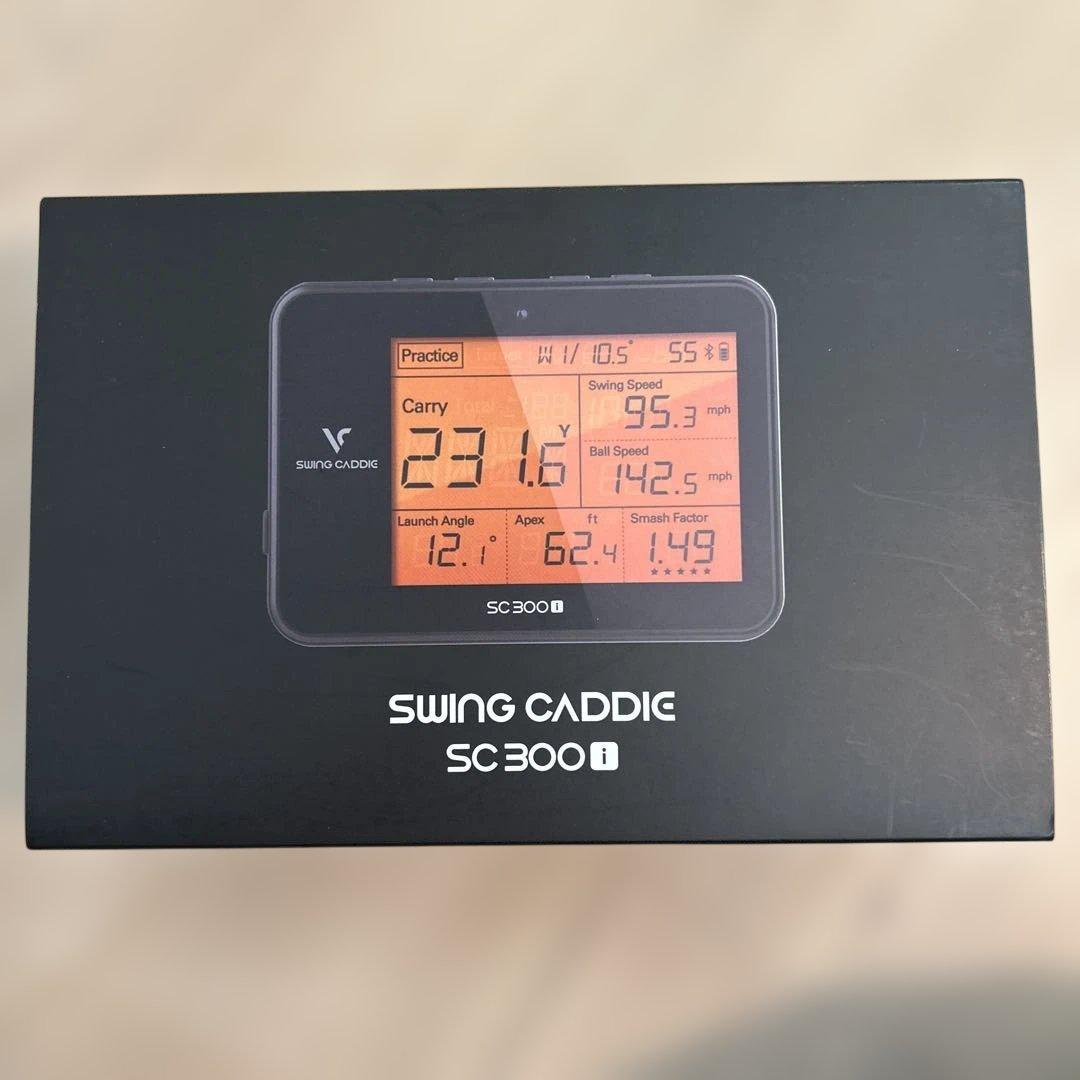 Practice W1/10.5° 55
Swing Speed
95.3 mph
Carry
231.6 Y
Ball Speed
142.5 mph
Launch Angle Apex ft Smash Factor
12.1° 62.4 1.49
★★★★★
SWING CADDIE
SC300i
SWING CADDIE
SC300i